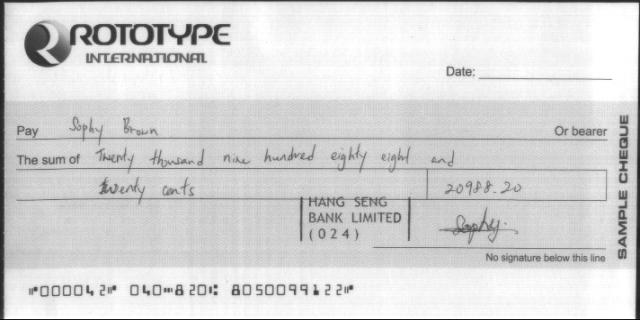 ROTOTYPE
INTERNATIONAL
Date:
Pay Sophy Brown Or bearer
The sum of Twenty thousand nine hundred eighty eight and
twenty cents 20988.20
HANG SENG
BANK LIMITED
(024)
Sophy.
No signature below this line
SAMPLE CHEQUE
⑈000042⑈ 040⑉820⑆ 8050099122⑈